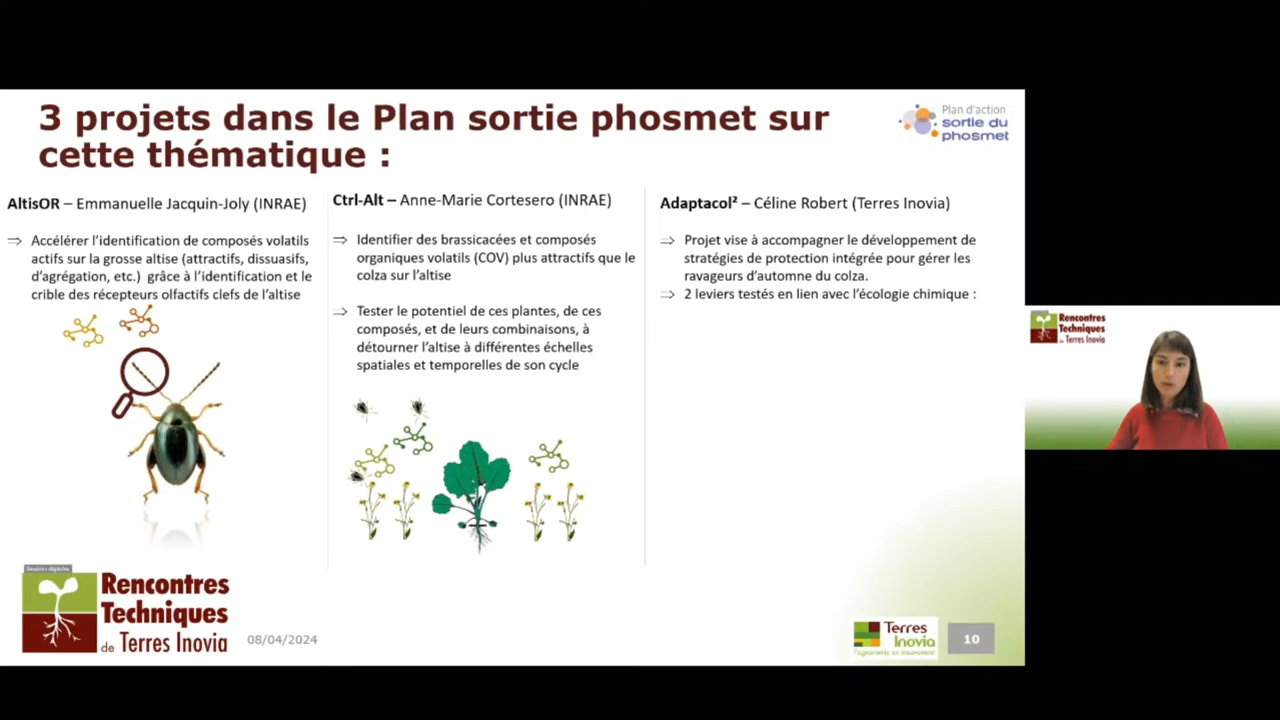 3 projets dans le Plan sortie phosmet sur
cette thématique :
Plan d'action
sortie du
phosmet
AltisOR – Emmanuelle Jacquin-Joly (INRAE)
⇒ Accélérer l'identification de composés volatils
actifs sur la grosse altise (attractifs, dissuasifs,
d'agrégation, etc.) grâce à l'identification et le
crible des récepteurs olfactifs clefs de l'altise
Ctrl-Alt – Anne-Marie Cortesero (INRAE)
⇒ Identifier des brassicacées et composés
organiques volatils (COV) plus attractifs que le
colza sur l'altise
⇒ Tester le potentiel de ces plantes, de ces
composés, et de leurs combinaisons, à
détourner l'altise à différentes échelles
spatiales et temporelles de son cycle
Adaptacol² – Céline Robert (Terres Inovia)
⇒ Projet vise à accompagner le développement de
stratégies de protection intégrée pour gérer les
ravageurs d'automne du colza.
⇒ 2 leviers testés en lien avec l'écologie chimique :
Rencontres
Techniques
de Terres Inovia
Rencontres
Techniques
de Terres Inovia
08/04/2024
Terres
Inovia
l'agronomie en mouvement
10